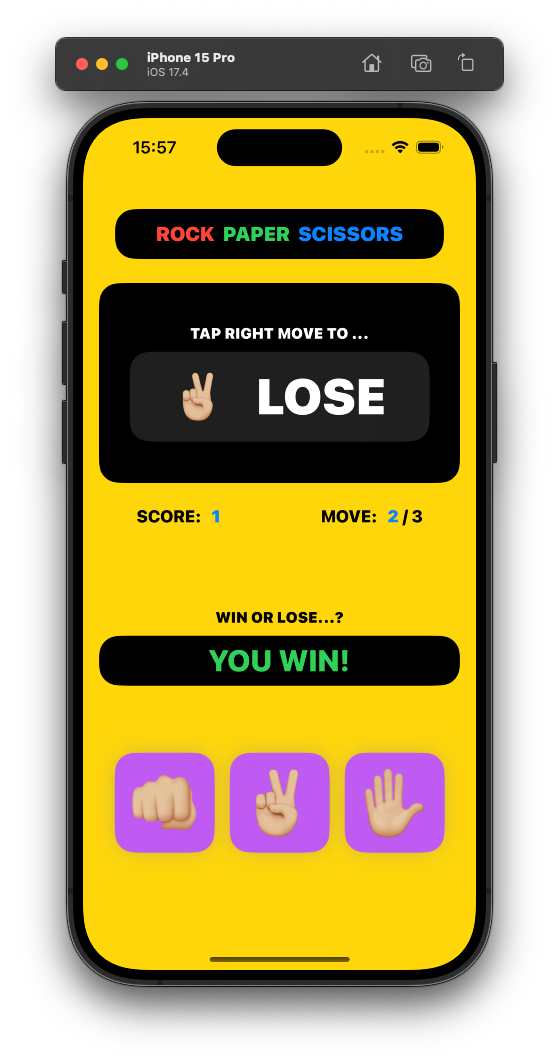 iPhone 15 Pro
iOS 17.4
15:57
ROCK PAPER SCISSORS
TAP RIGHT MOVE TO ...
LOSE
SCORE: 1 MOVE: 2 / 3
WIN OR LOSE...?
YOU WIN!